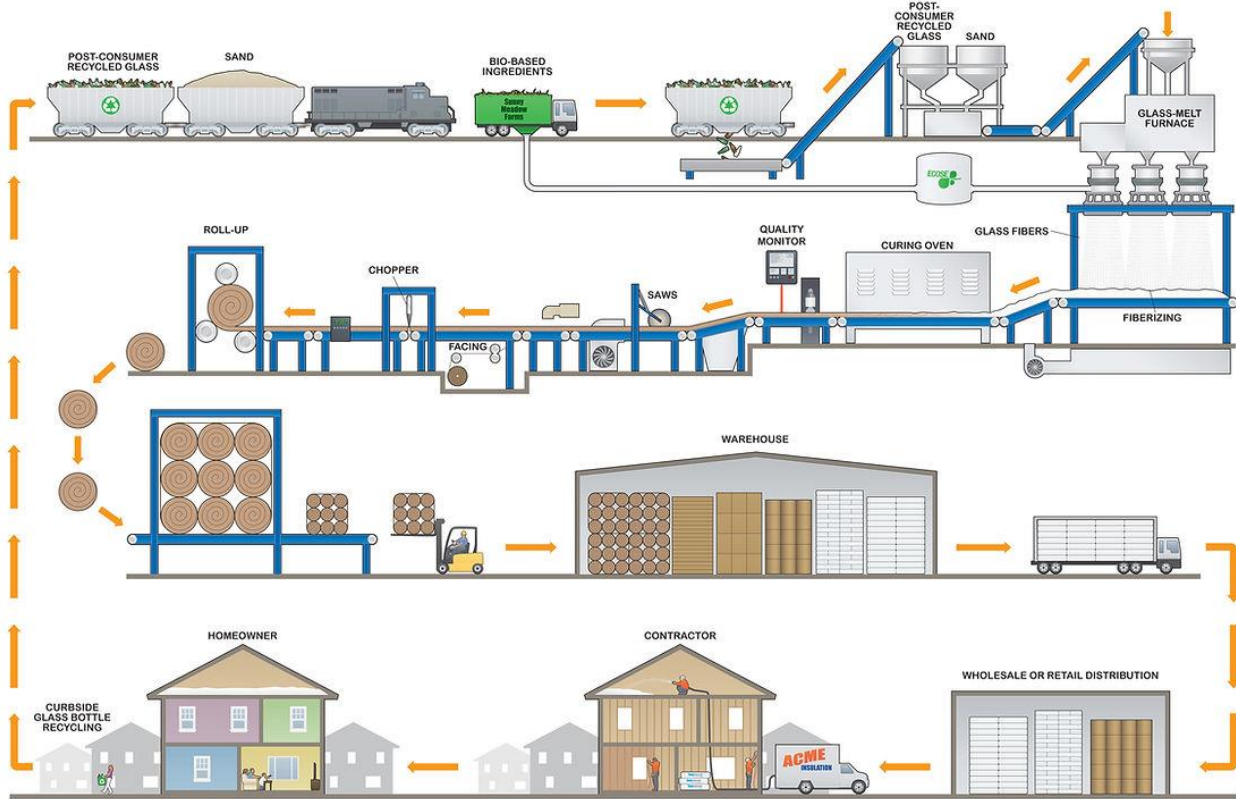 POST-CONSUMER
RECYCLED GLASS
SAND
BIO-BASED
INGREDIENTS
Sunny
Meadow
Farms
POST-
CONSUMER
RECYCLED
GLASS
SAND
GLASS-MELT
FURNACE
ECOSE
ROLL-UP
CHOPPER
FACING
SAWS
QUALITY
MONITOR
CURING OVEN
GLASS FIBERS
FIBERIZING
WAREHOUSE
HOMEOWNER
CONTRACTOR
WHOLESALE OR RETAIL DISTRIBUTION
CURBSIDE
GLASS BOTTLE
RECYCLING
ACME
INSULATION